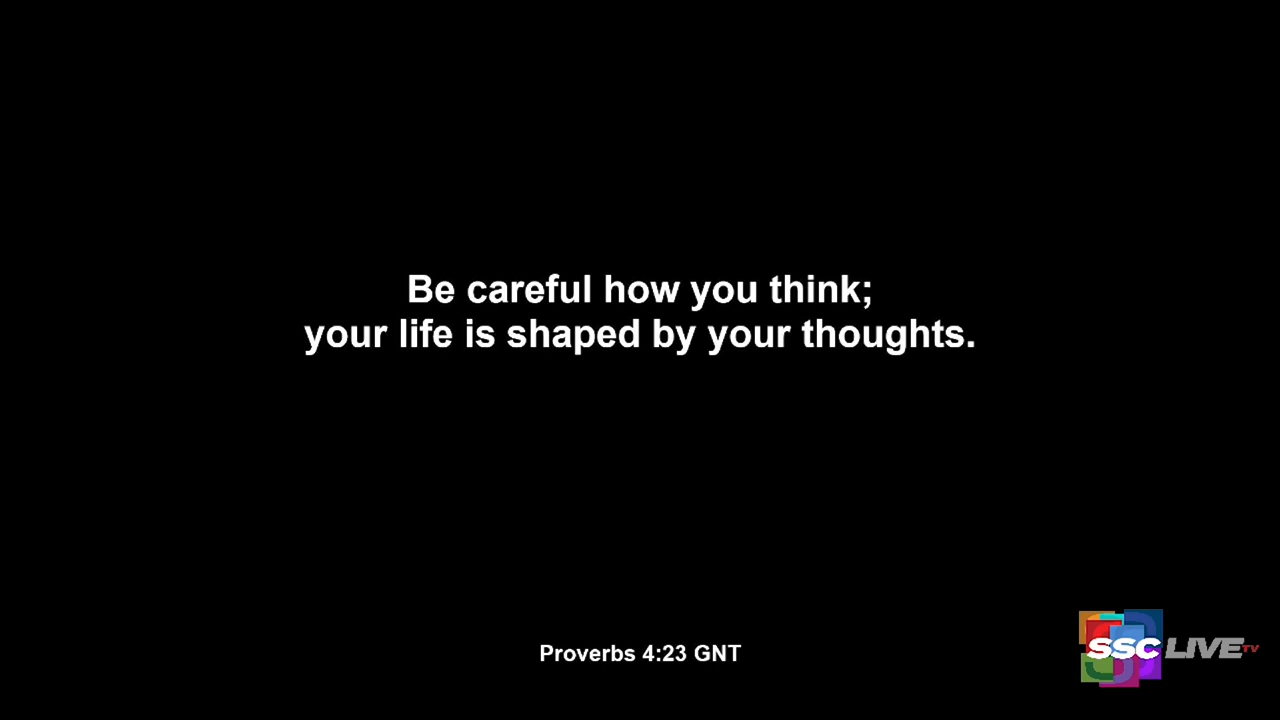 Be careful how you think;
your life is shaped by your thoughts.
Proverbs 4:23 GNT
SSC LIVE TV